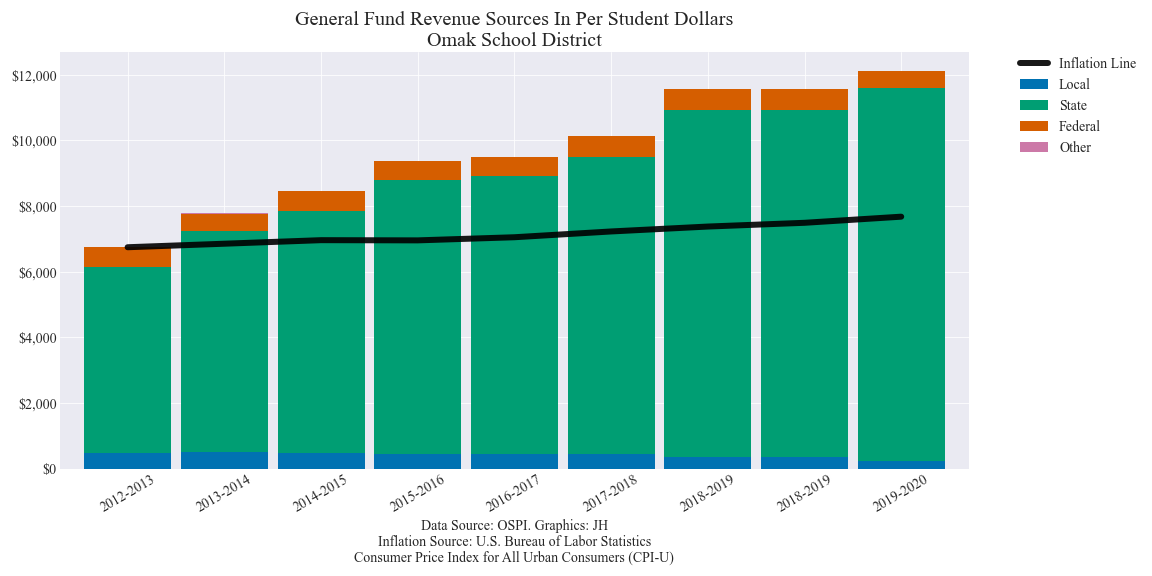 General Fund Revenue Sources In Per Student Dollars
Omak School District
Inflation Line
Local
State
Federal
Other
$12,000
$10,000
$8,000
$6,000
$4,000
$2,000
$0
2012-2013
2013-2014
2014-2015
2015-2016
2016-2017
2017-2018
2018-2019
2018-2019
2019-2020
Data Source: OSPI. Graphics: JH
Inflation Source: U.S. Bureau of Labor Statistics
Consumer Price Index for All Urban Consumers (CPI-U)